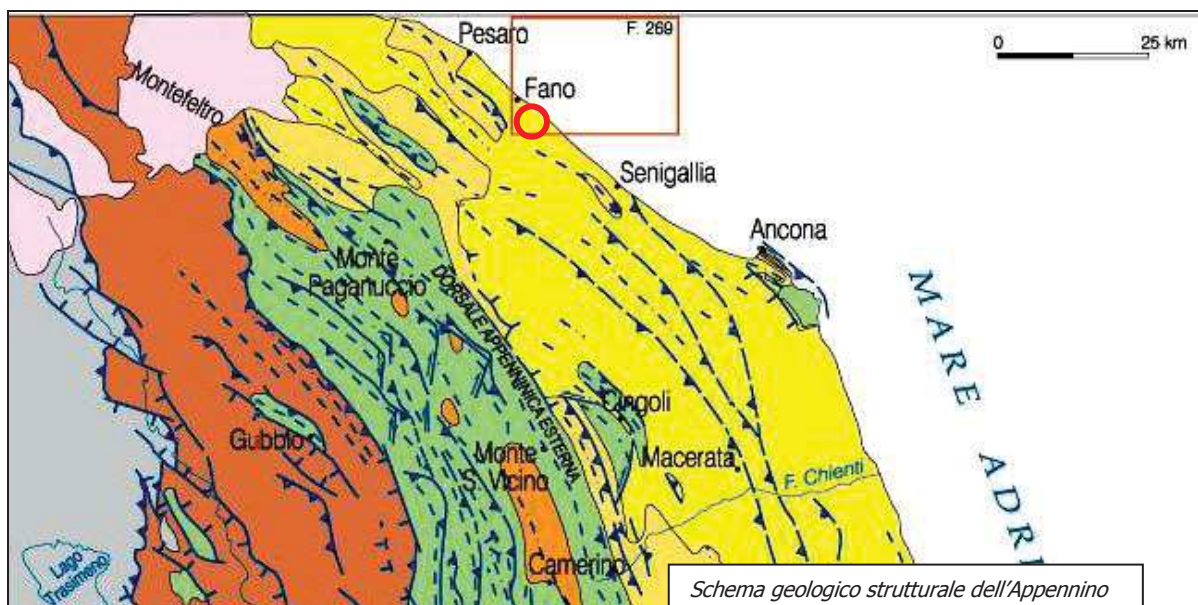 Pesaro
F. 269
0 25 km
Fano
Montefeltro
Senigallia
Ancona
Monte
Paganuccio
DORSALE APPENNINICA ESTERNA
MARE ADRI
Cingoli
Gubbio
Monte
S. Vicino
Macerata
F. Chienti
Camerino
Lago
Trasimeno
Schema geologico strutturale dell'Appennino